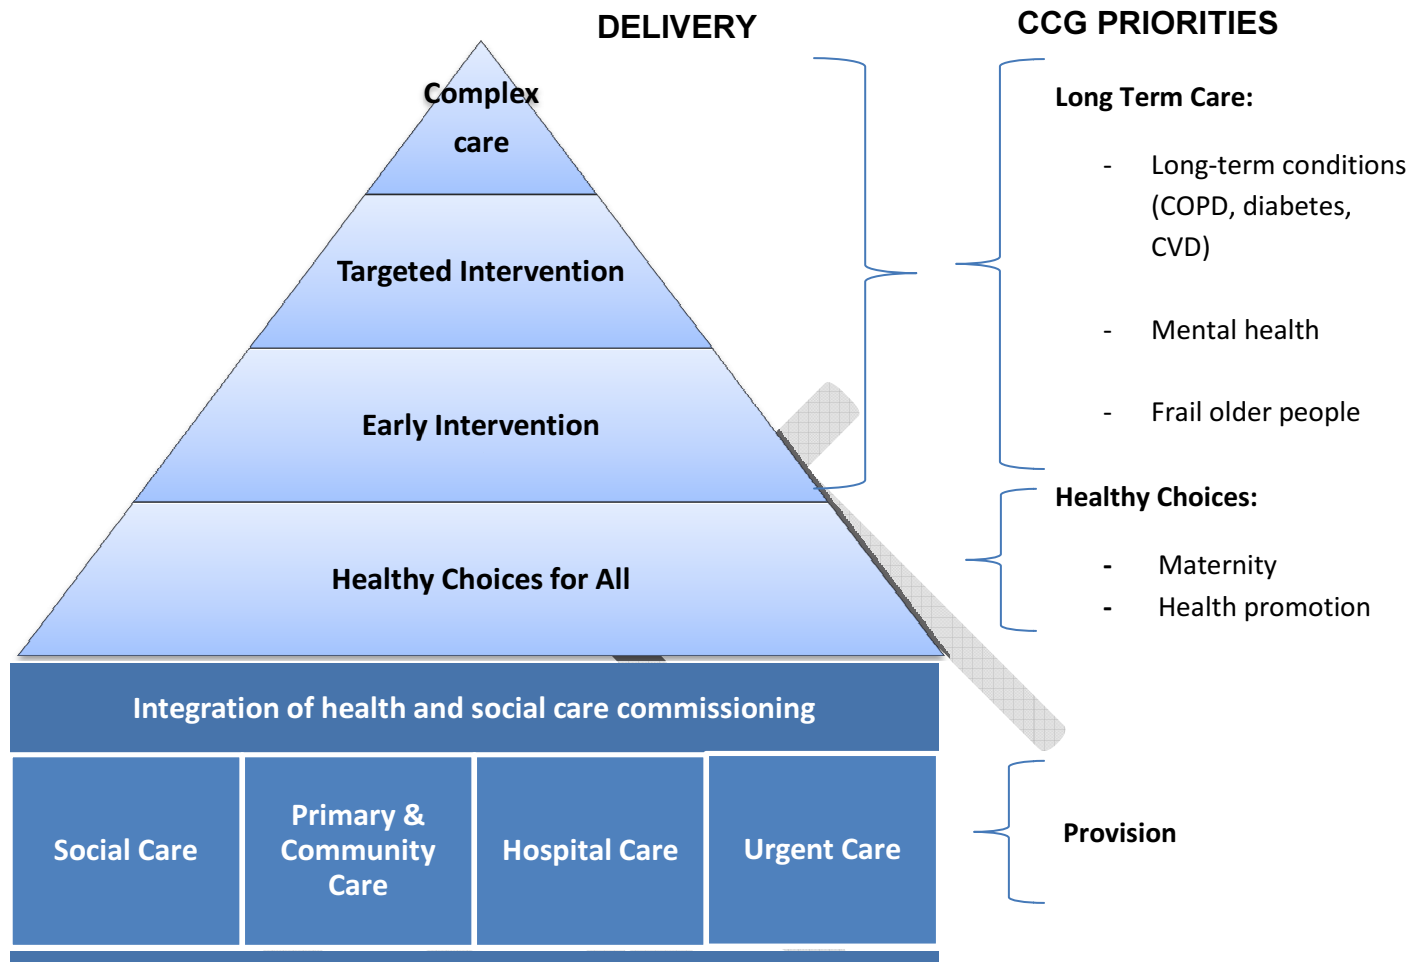 DELIVERY
CCG PRIORITIES
Complex
care
Targeted Intervention
Early Intervention
Healthy Choices for All
Integration of health and social care commissioning
Social Care
Primary &
Community
Care
Hospital Care
Urgent Care
Long Term Care:
- Long-term conditions
(COPD, diabetes,
CVD)
- Mental health
- Frail older people
Healthy Choices:
- Maternity
- Health promotion
Provision